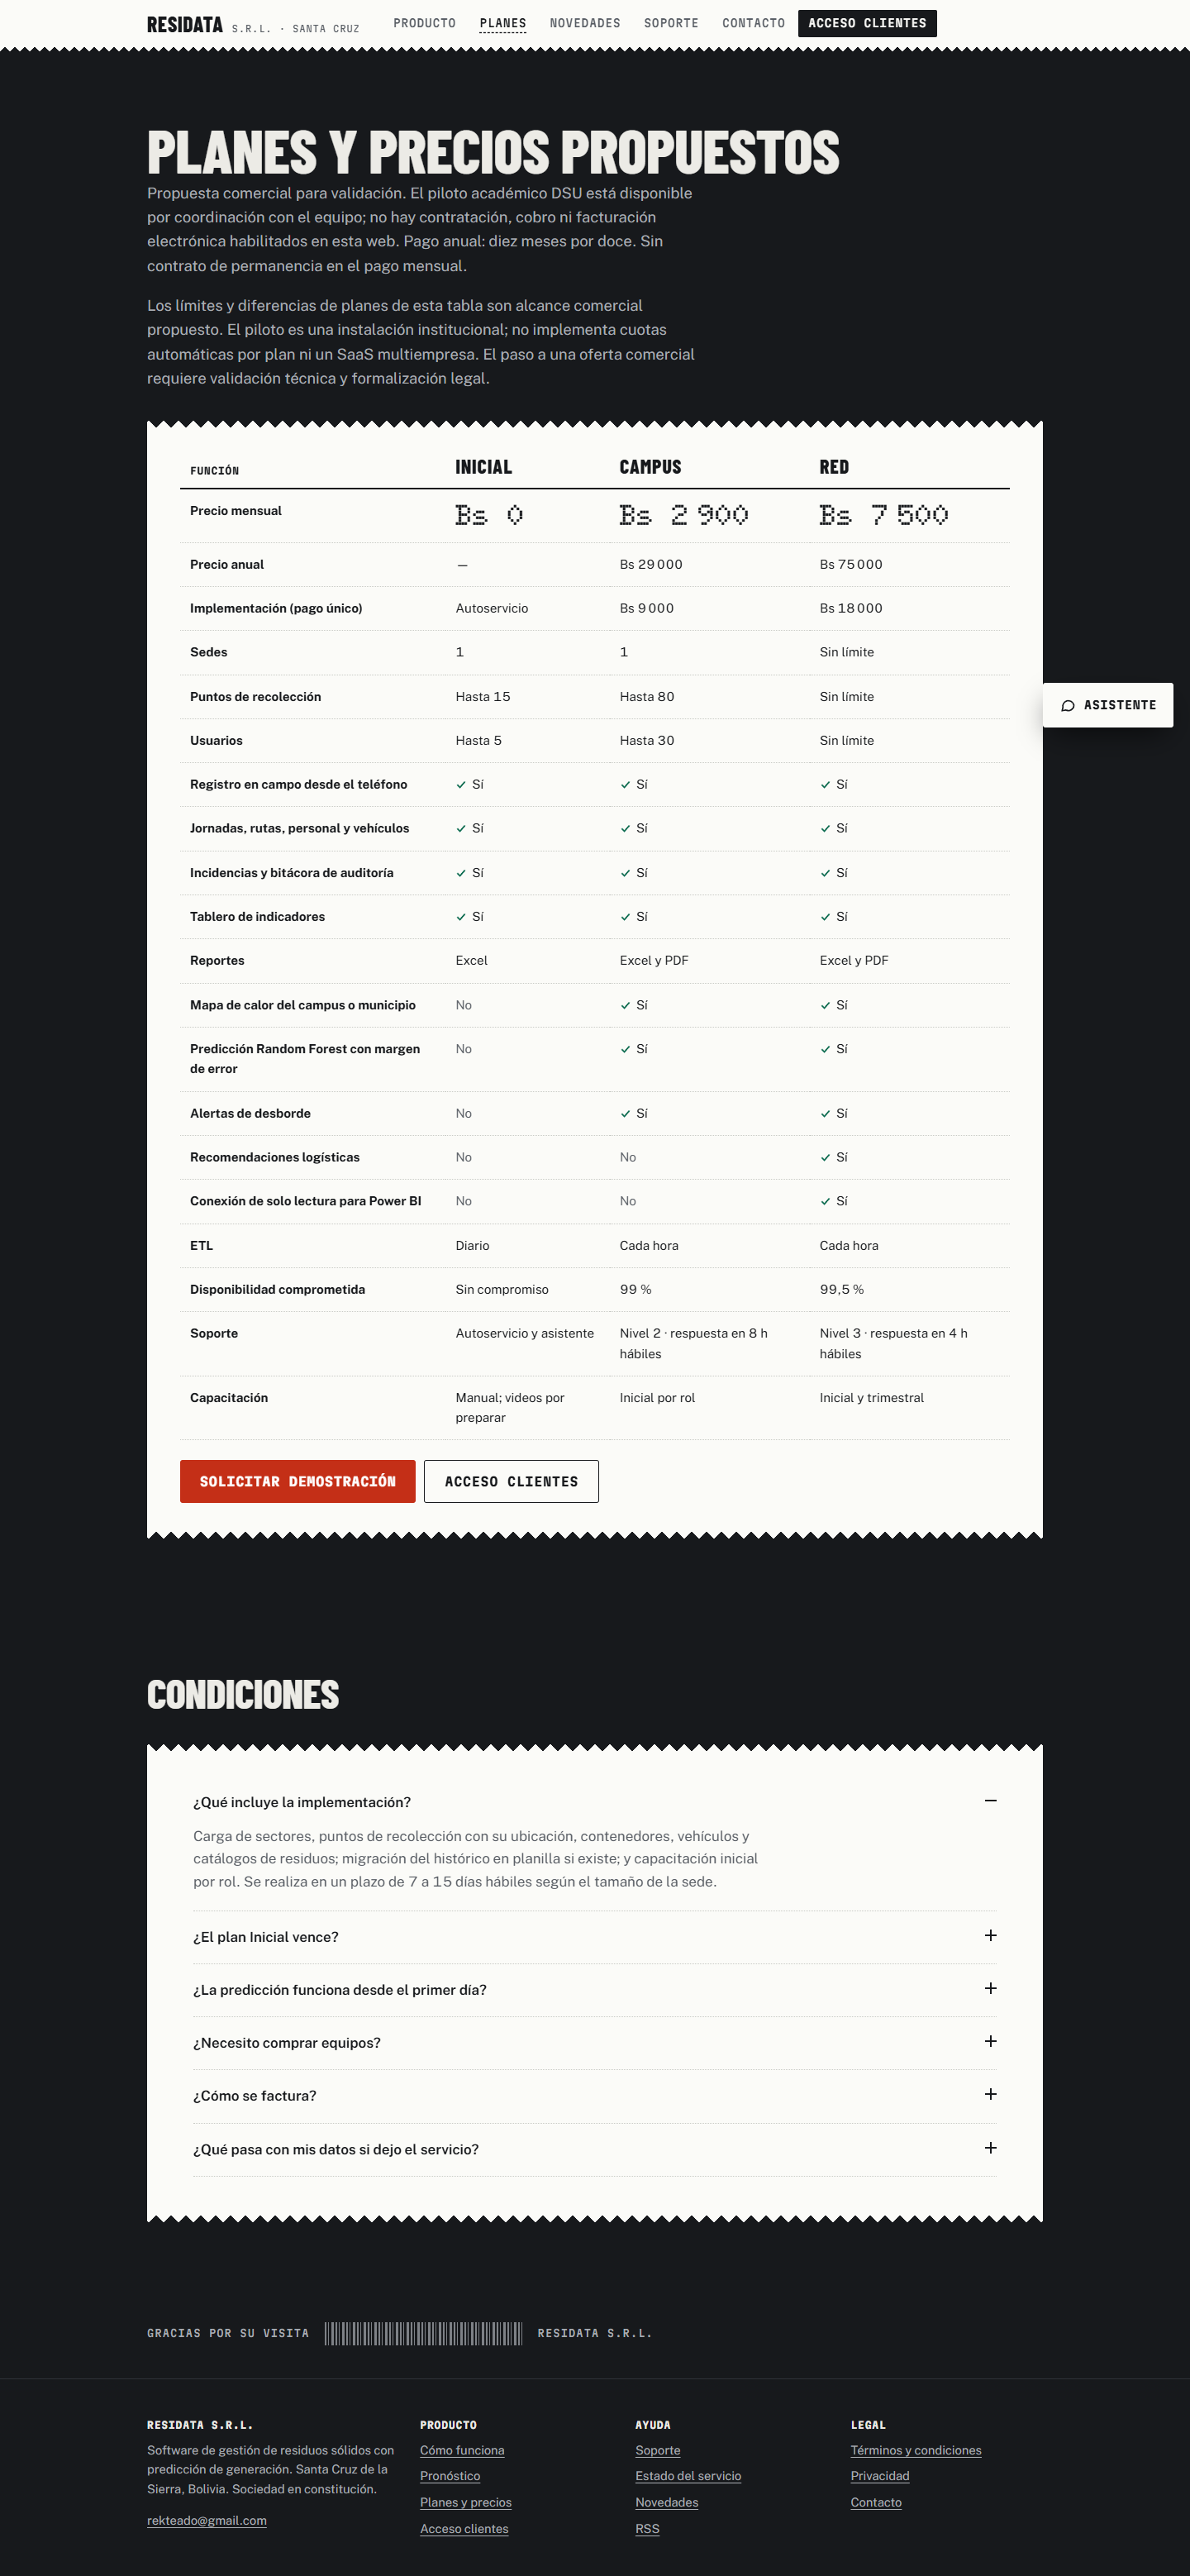 RESIDATA S.R.L. · SANTA CRUZ PRODUCTO PLANES NOVEDADES SOPORTE CONTACTO ACCESO CLIENTES
PLANES Y PRECIOS PROPUESTOS
Propuesta comercial para validación. El piloto académico DSU está disponible
por coordinación con el equipo; no hay contratación, cobro ni facturación
electrónica habilitados en esta web. Pago anual: diez meses por doce. Sin
contrato de permanencia en el pago mensual.
Los límites y diferencias de planes de esta tabla son alcance comercial
propuesto. El piloto es una instalación institucional; no implementa cuotas
automáticas por plan ni un SaaS multiempresa. El paso a una oferta comercial
requiere validación técnica y formalización legal.
FUNCIÓN INICIAL CAMPUS RED
Precio mensual Bs 0 Bs 2 900 Bs 7 500
Precio anual — Bs 29 000 Bs 75 000
Implementación (pago único) Autoservicio Bs 9 000 Bs 18 000
Sedes 1 1 Sin límite
Puntos de recolección Hasta 15 Hasta 80 Sin límite
ASISTENTE
Usuarios Hasta 5 Hasta 30 Sin límite
Registro en campo desde el teléfono Sí Sí Sí
Jornadas, rutas, personal y vehículos Sí Sí Sí
Incidencias y bitácora de auditoría Sí Sí Sí
Tablero de indicadores Sí Sí Sí
Reportes Excel Excel y PDF Excel y PDF
Mapa de calor del campus o municipio No Sí Sí
Predicción Random Forest con margen No Sí Sí
de error
Alertas de desborde No Sí Sí
Recomendaciones logísticas No No Sí
Conexión de solo lectura para Power BI No No Sí
ETL Diario Cada hora Cada hora
Disponibilidad comprometida Sin compromiso 99 % 99,5 %
Soporte Autoservicio y asistente Nivel 2 · respuesta en 8 h Nivel 3 · respuesta en 4 h
hábiles hábiles
Capacitación Manual; videos por Inicial por rol Inicial y trimestral
preparar
SOLICITAR DEMOSTRACIÓN ACCESO CLIENTES
CONDICIONES
¿Qué incluye la implementación?
Carga de sectores, puntos de recolección con su ubicación, contenedores, vehículos y
catálogos de residuos; migración del histórico en planilla si existe; y capacitación inicial
por rol. Se realiza en un plazo de 7 a 15 días hábiles según el tamaño de la sede.
¿El plan Inicial vence?
¿La predicción funciona desde el primer día?
¿Necesito comprar equipos?
¿Cómo se factura?
¿Qué pasa con mis datos si dejo el servicio?
GRACIAS POR SU VISITA RESIDATA S.R.L.
RESIDATA S.R.L. PRODUCTO AYUDA LEGAL
Software de gestión de residuos sólidos con Cómo funciona Soporte Términos y condiciones
predicción de generación. Santa Cruz de la Pronóstico Estado del servicio Privacidad
Sierra, Bolivia. Sociedad en constitución. Planes y precios Novedades Contacto
rekteado@gmail.com Acceso clientes RSS